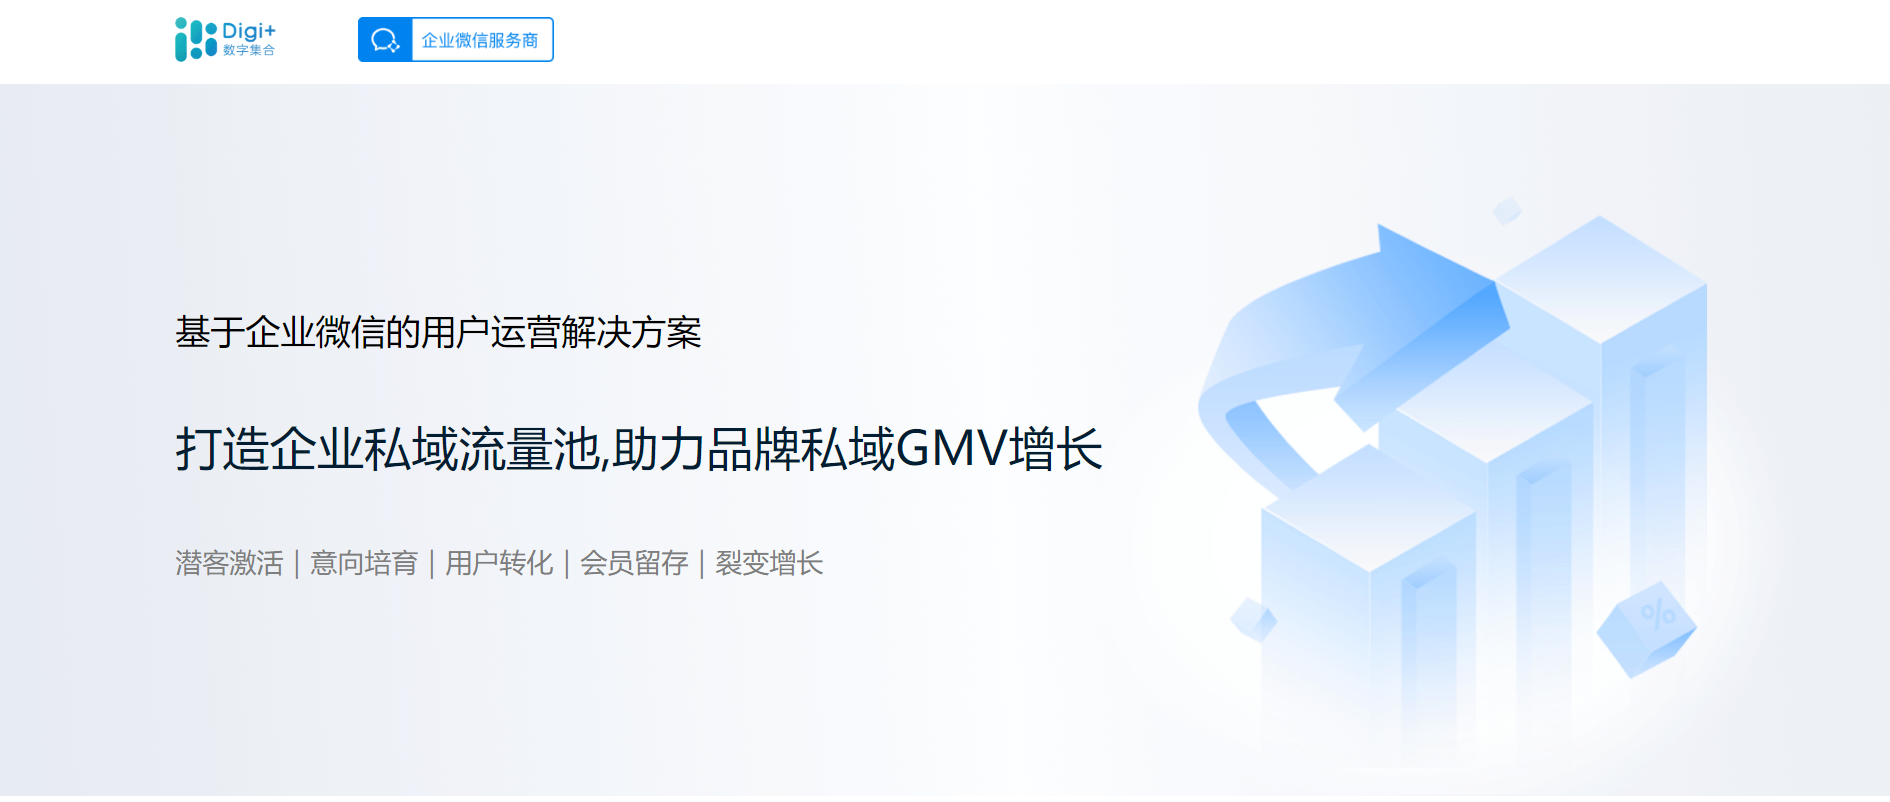 Digi+
数字集合
企业微信服务商
基于企业微信的用户运营解决方案
打造企业私域流量池,助力品牌私域GMV增长
潜客激活｜意向培育｜用户转化｜会员留存｜裂变增长
%